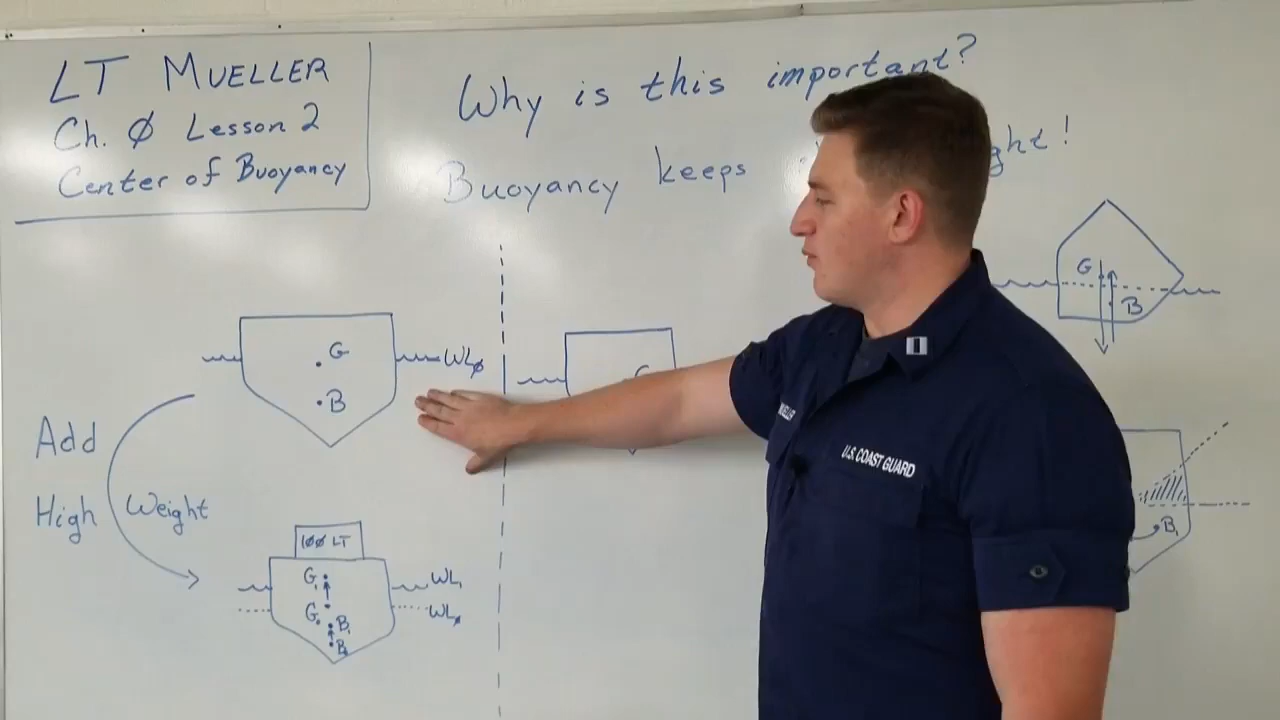 LT MUELLER
Ch. Ø Lesson 2
Center of Buoyancy
Why is this important?
Buoyancy keeps
ght!
G
B
WLØ
G
B
Add
High Weight
100 LT
G1
G0
B1
B0
WL1
WLØ
B1
MUELLER
U.S. COAST GUARD